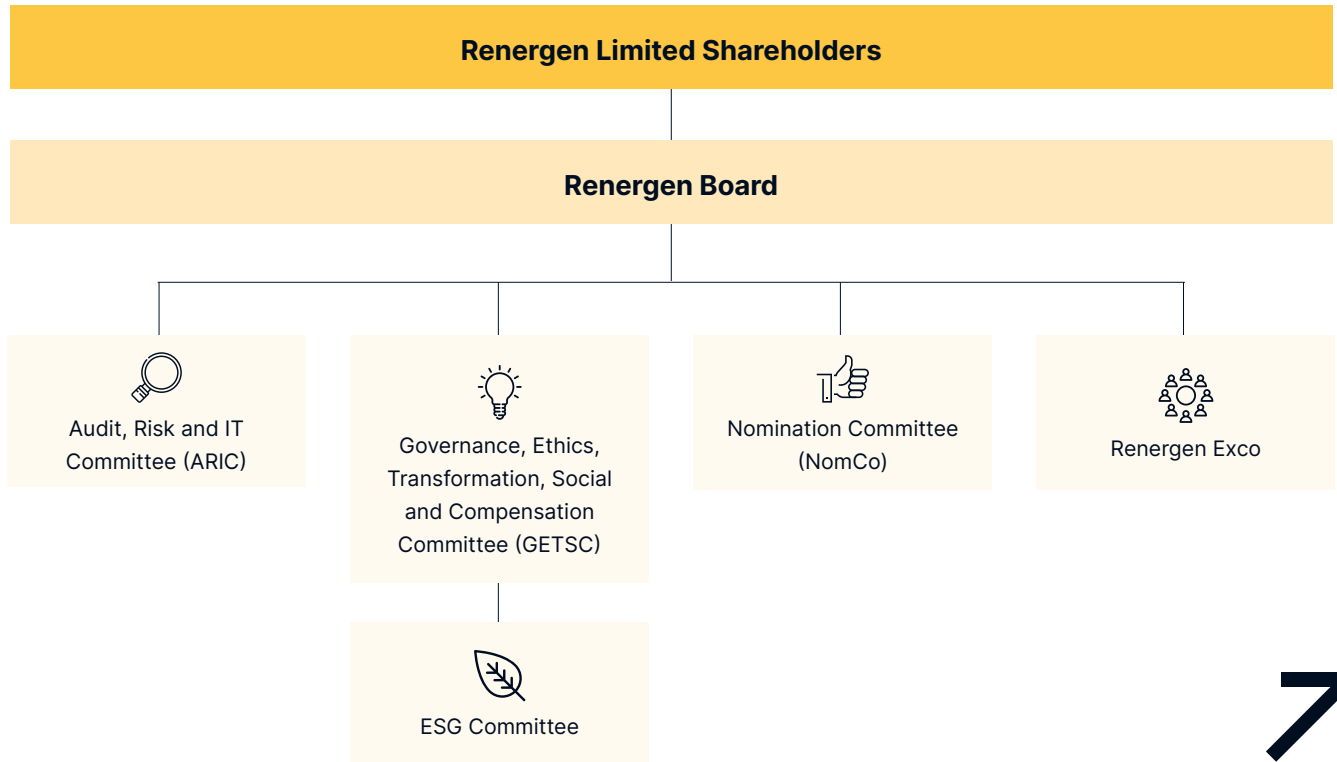 Renergen Limited Shareholders
Renergen Board
Audit, Risk and IT
Committee (ARIC)
Governance, Ethics,
Transformation, Social
and Compensation
Committee (GETSC)
Nomination Committee
(NomCo)
Renergen Exco
ESG Committee